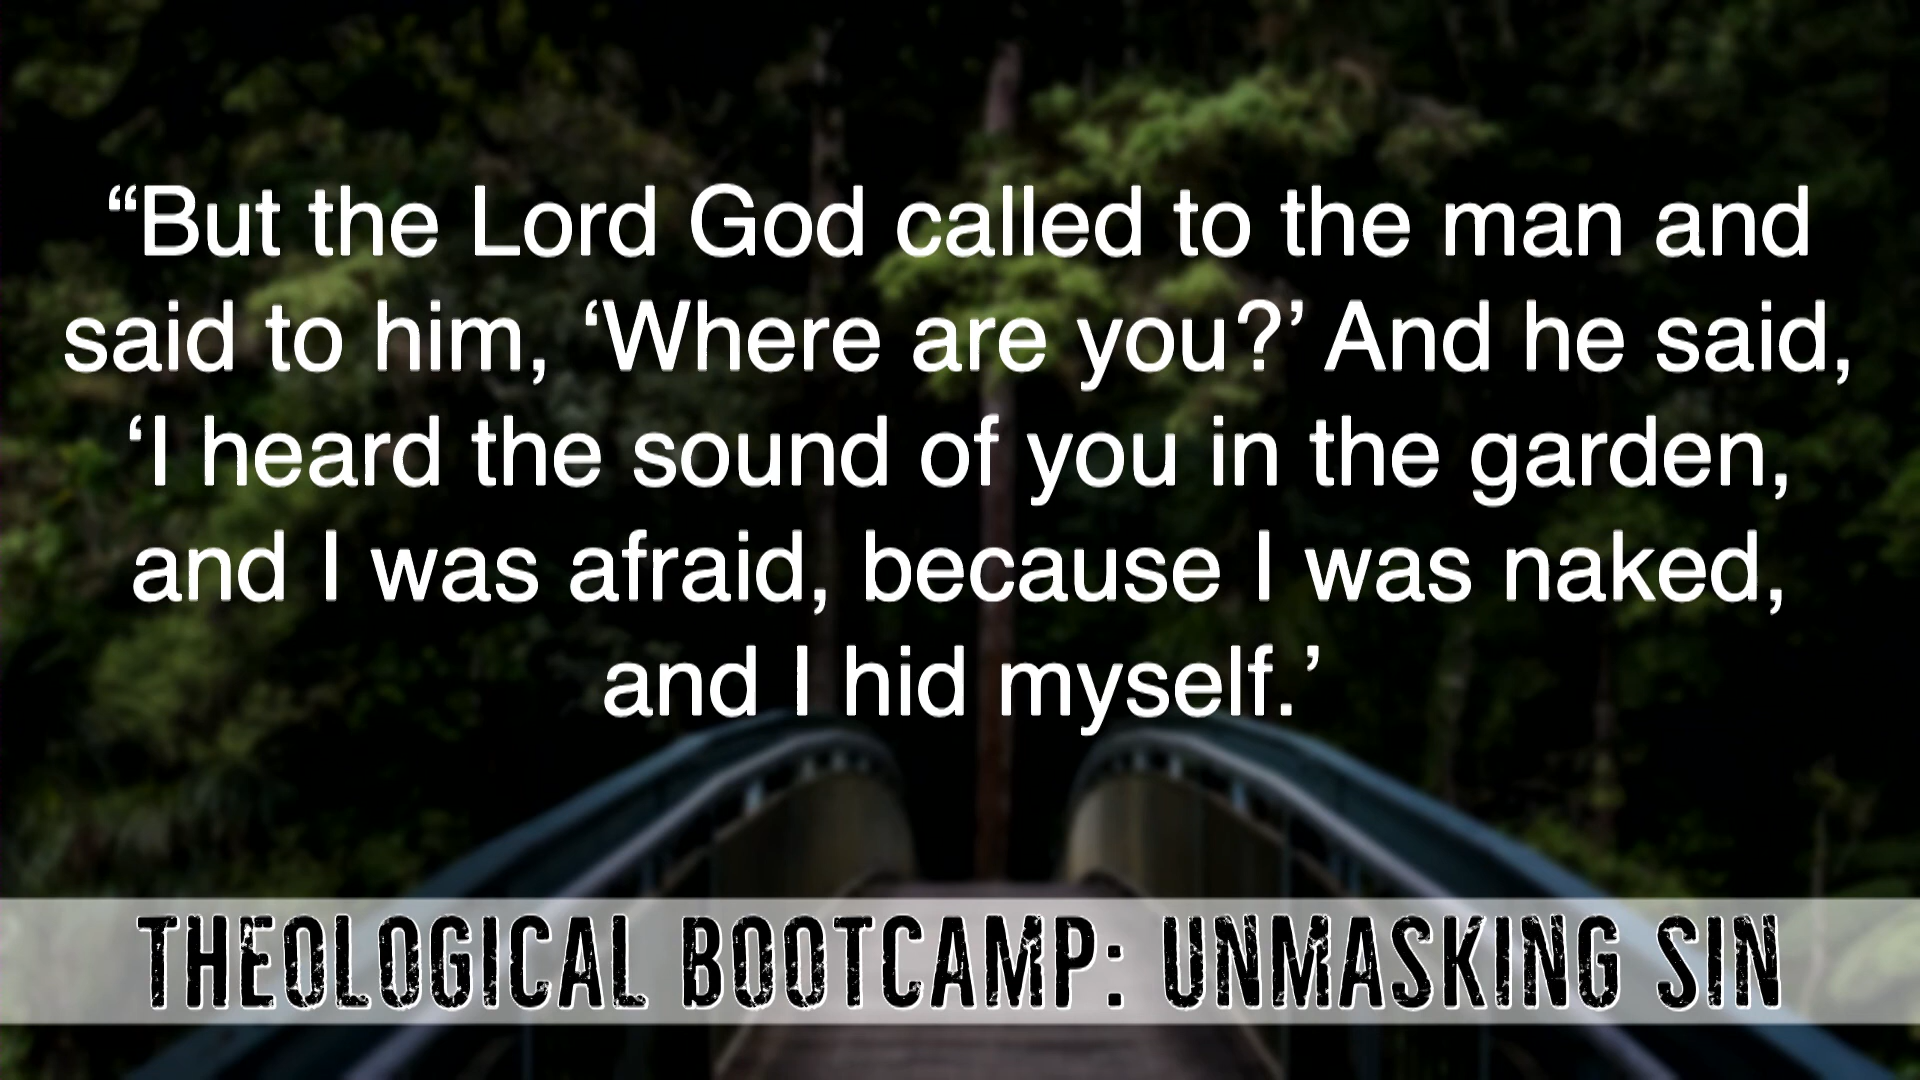 “But the Lord God called to the man and
said to him, ‘Where are you?’ And he said,
‘I heard the sound of you in the garden,
and I was afraid, because I was naked,
and I hid myself.’
THEOLOGICAL BOOTCAMP: UNMASKING SIN